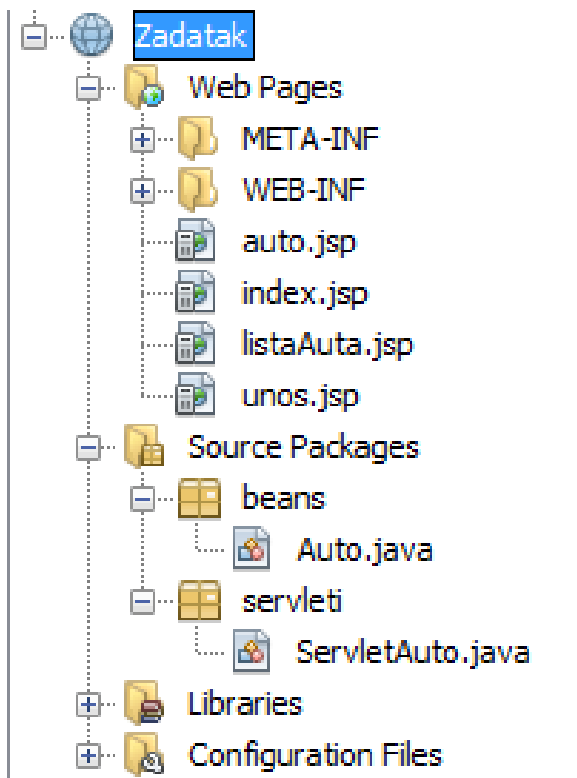 Zadatak
Web Pages
META-INF
WEB-INF
auto.jsp
index.jsp
listaAuta.jsp
unos.jsp
Source Packages
beans
Auto.java
servleti
ServletAuto.java
Libraries
Configuration Files